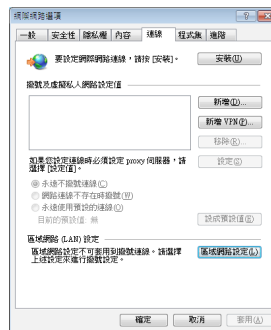 網際網路選項
一般 安全性 隱私權 內容 連線 程式集 進階
要設定網際網路連線，請按 [安裝]。 安裝(U)
撥號及虛擬私人網路設定值
新增(D)...
新增 VPN(P)...
移除(R)...
如果您設定連線時必須設定 proxy 伺服器，請
選擇 [設定值]。
設定(S)
永遠不撥號連線(C)
網路連線不存在時撥號(W)
永遠使用預設的連線(O)
目前的預設值: 無 設成預設值(E)
區域網路 (LAN) 設定
區域網路設定不可套用到撥號連線。請選擇
上述設定來進行撥號設定。
區域網路設定(L)
確定 取消 套用(A)